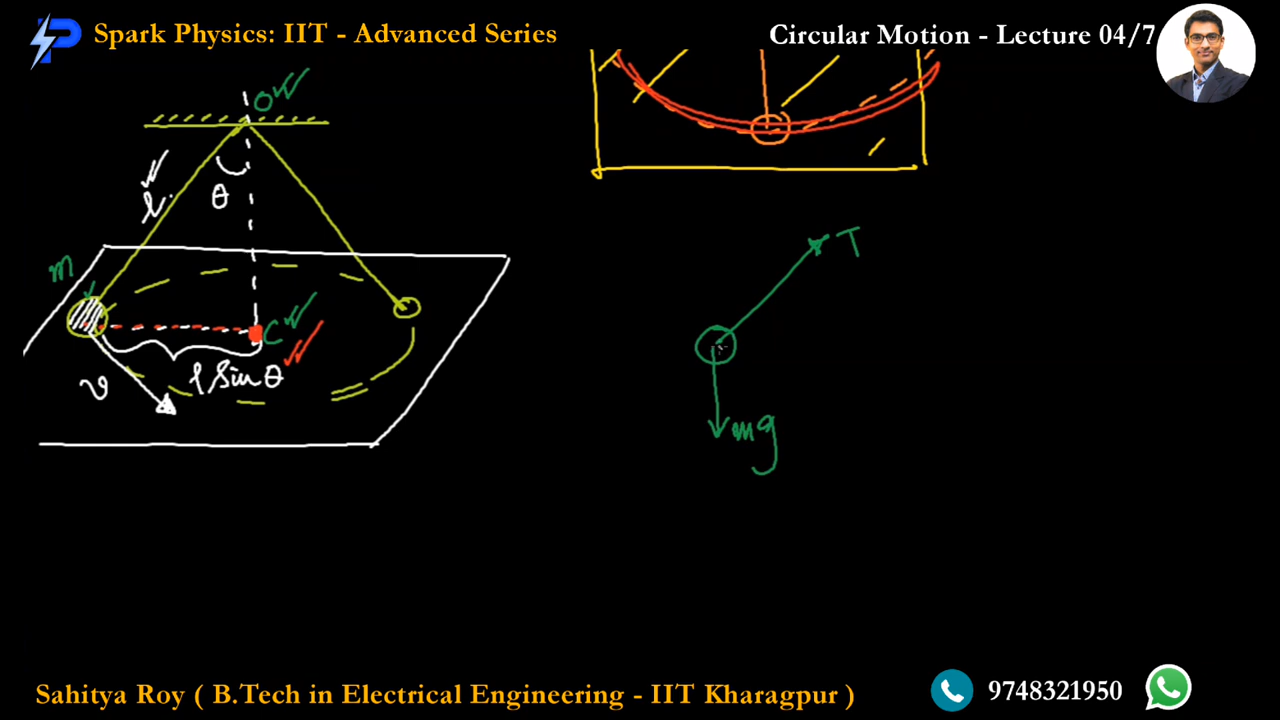 Spark Physics: IIT - Advanced Series
Circular Motion - Lecture 04/7
O
l
θ
m
C
l sin θ
v
T
mg
Sahitya Roy ( B.Tech in Electrical Engineering - IIT Kharagpur )
9748321950